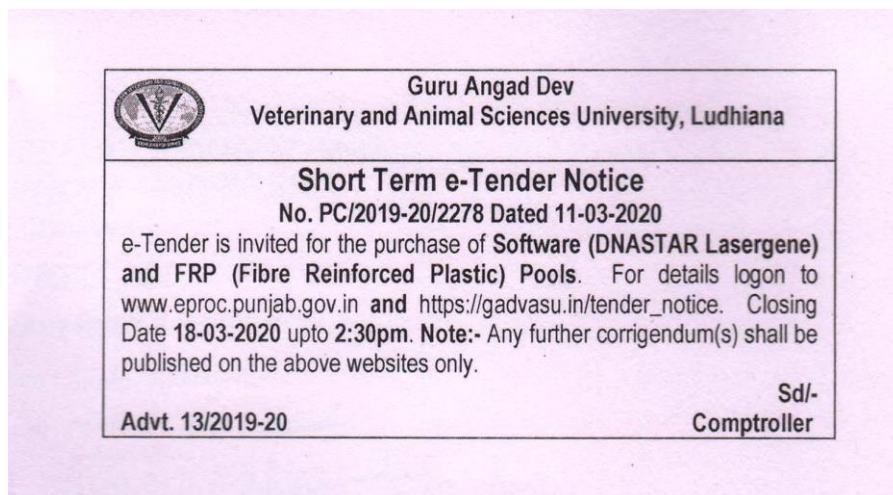 Guru Angad Dev
Veterinary and Animal Sciences University, Ludhiana
Short Term e-Tender Notice
No. PC/2019-20/2278 Dated 11-03-2020
e-Tender is invited for the purchase of Software (DNASTAR Lasergene)
and FRP (Fibre Reinforced Plastic) Pools. For details logon to
www.eproc.punjab.gov.in and https://gadvasu.in/tender_notice. Closing
Date 18-03-2020 upto 2:30pm. Note:- Any further corrigendum(s) shall be
published on the above websites only.
Sd/-
Advt. 13/2019-20 Comptroller